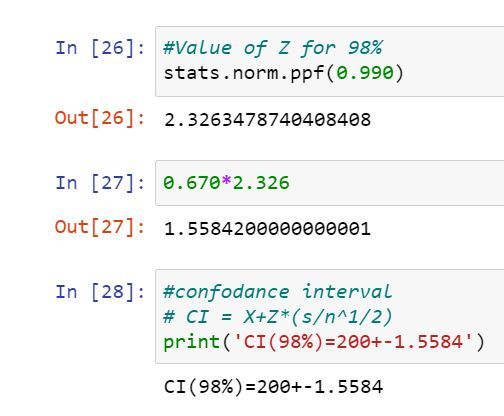 In [26]: #Value of Z for 98%
stats.norm.ppf(0.990)
Out[26]: 2.3263478740408408
In [27]: 0.670*2.326
Out[27]: 1.5584200000000001
In [28]: #confodance interval
# CI = X+Z*(s/n^1/2)
print('CI(98%)=200+-1.5584')
CI(98%)=200+-1.5584